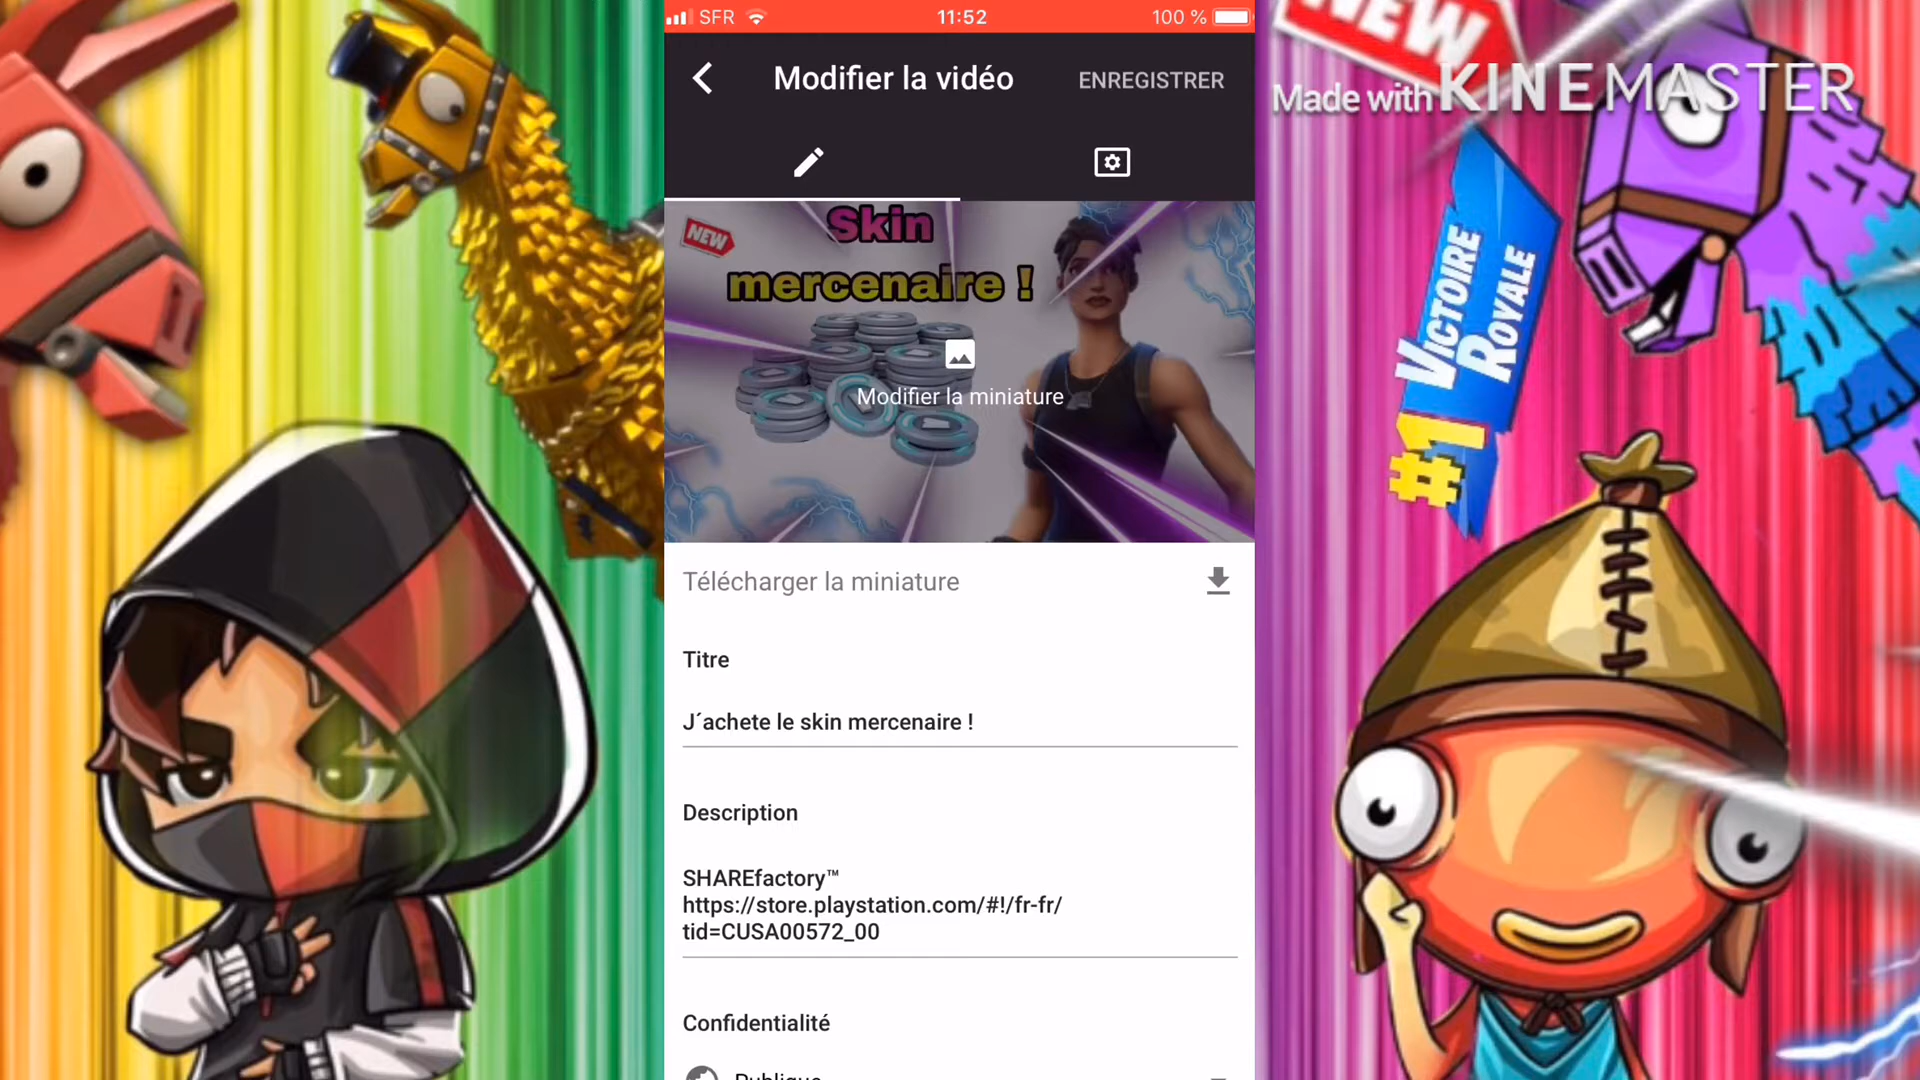 SFR
11:52
100 %
Modifier la vidéo
ENREGISTRER
NEW
Skin
mercenaire !
Modifier la miniature
Télécharger la miniature
Titre
J´achete le skin mercenaire !
Description
SHAREfactory™
https://store.playstation.com/#!/fr-fr/
tid=CUSA00572_00
Confidentialité
Publique
NEW
Made with KINEMASTER
#1 VICTOIRE
ROYALE